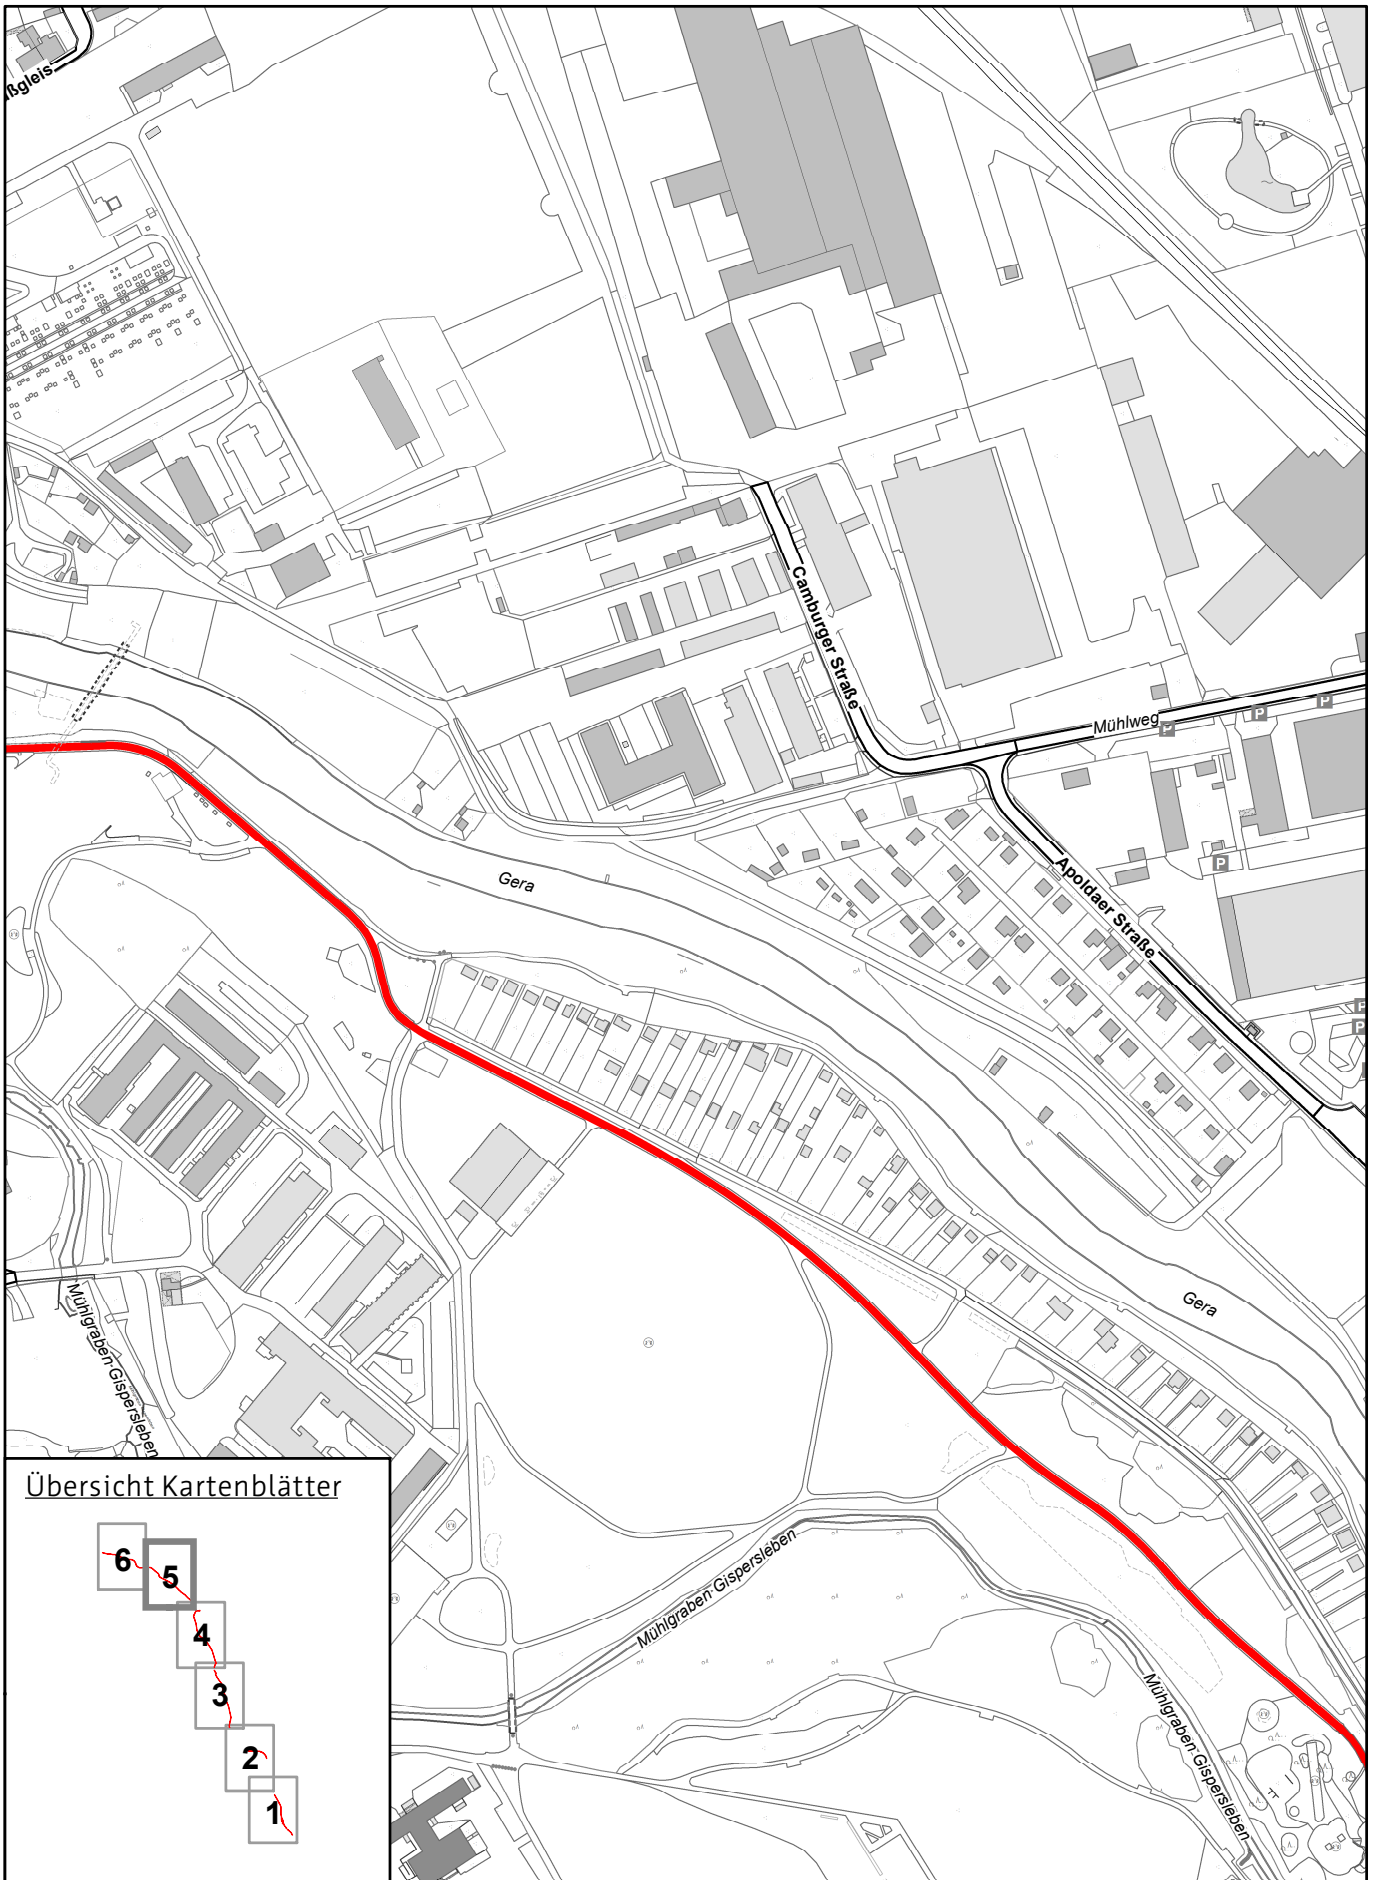 Camburger Straße
Mühlweg
P
P
P
P
Apoldaer Straße
P
P
Gera
Gera
Mühlgraben-Gispersleben
Mühlgraben-Gispersleben
Mühlgraben-Gispersleben
Übersicht Kartenblätter
6
5
4
3
2
1